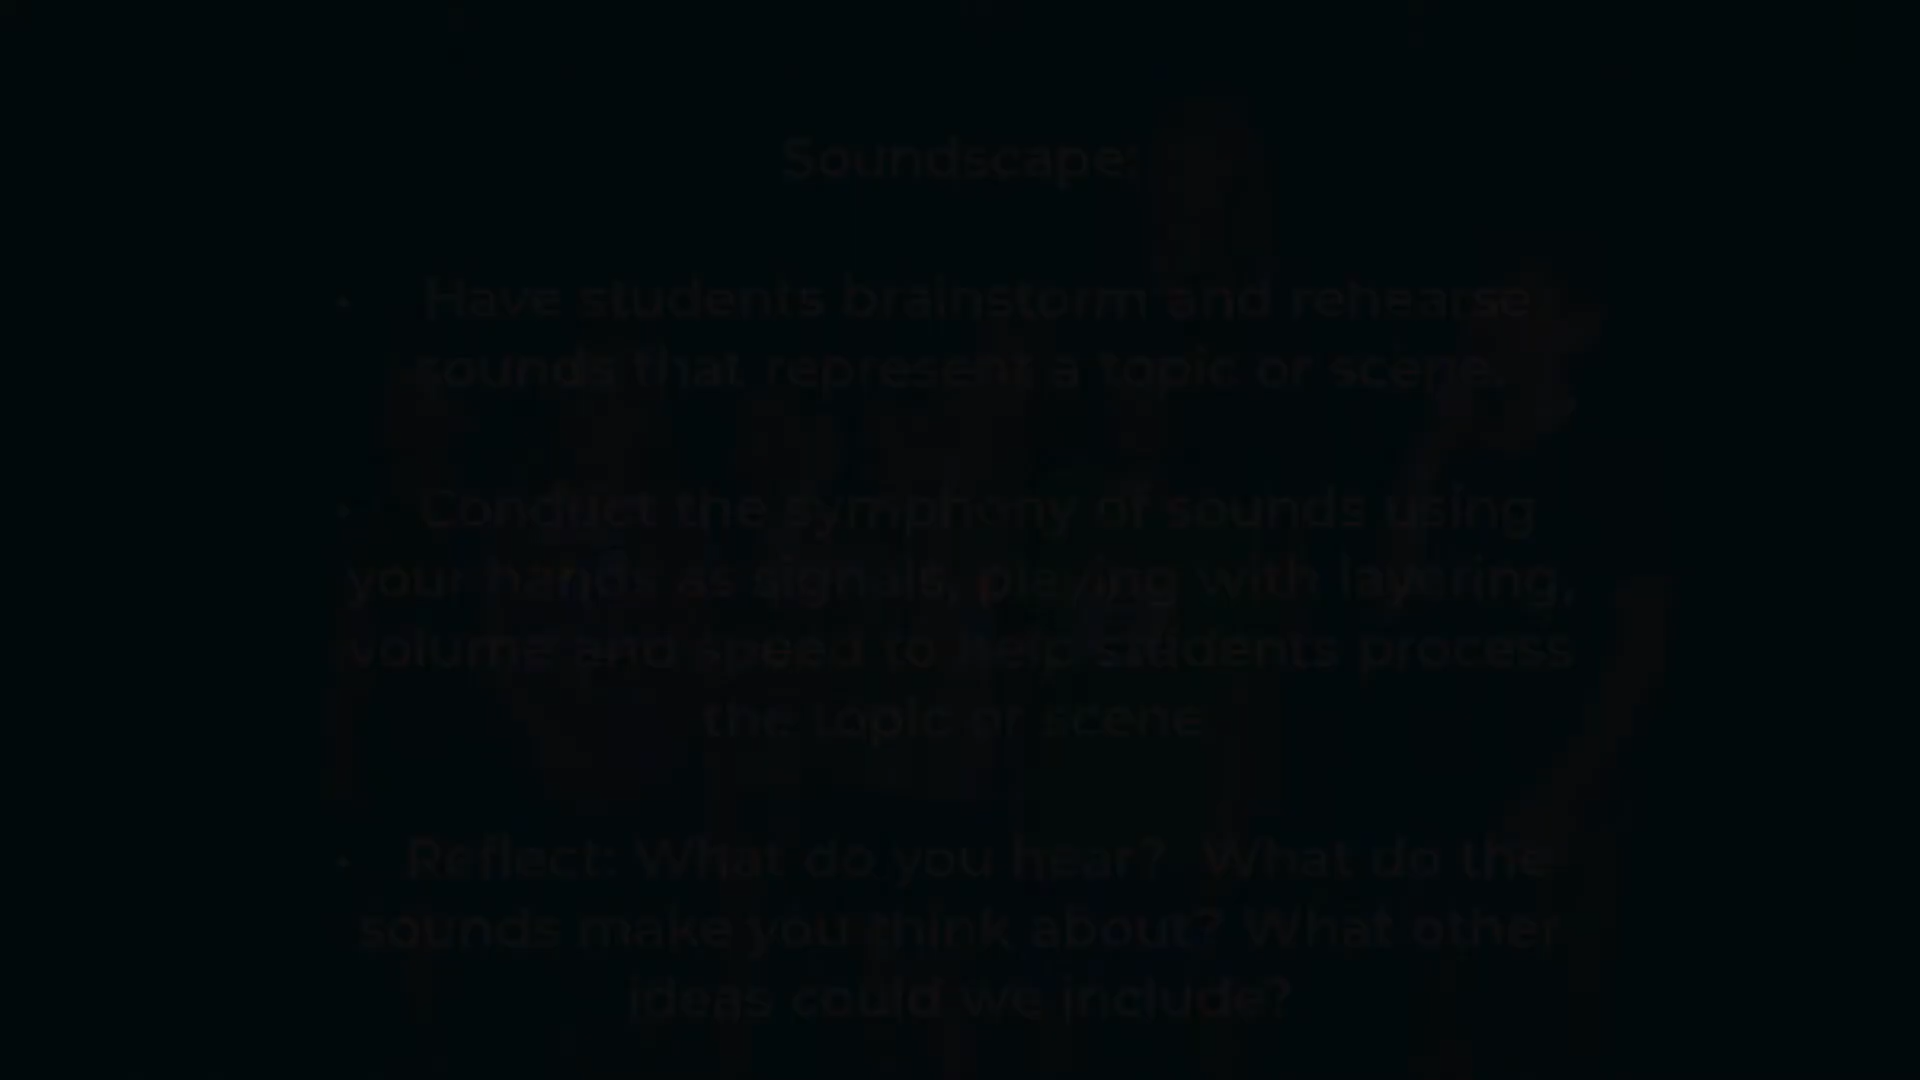 Soundscape:
• Have students brainstorm and rehearse
sounds that represent a topic or scene.
• Conduct the symphony of sounds using
your hands as signals, playing with layering,
volume and speed to help students process
the topic or scene
• Reflect: What do you hear? What do the
sounds make you think about? What other
ideas could we include?